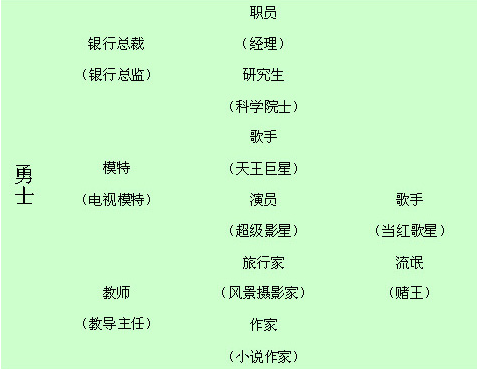 职员
银行总裁
（经理）
（银行总监）
研究生
（科学院士）
歌手
勇士
模特
（天王巨星）
（电视模特）
演员
歌手
（超级影星）
（当红歌星）
旅行家
流氓
教师
（风景摄影家）
（赌王）
（教导主任）
作家
（小说作家）